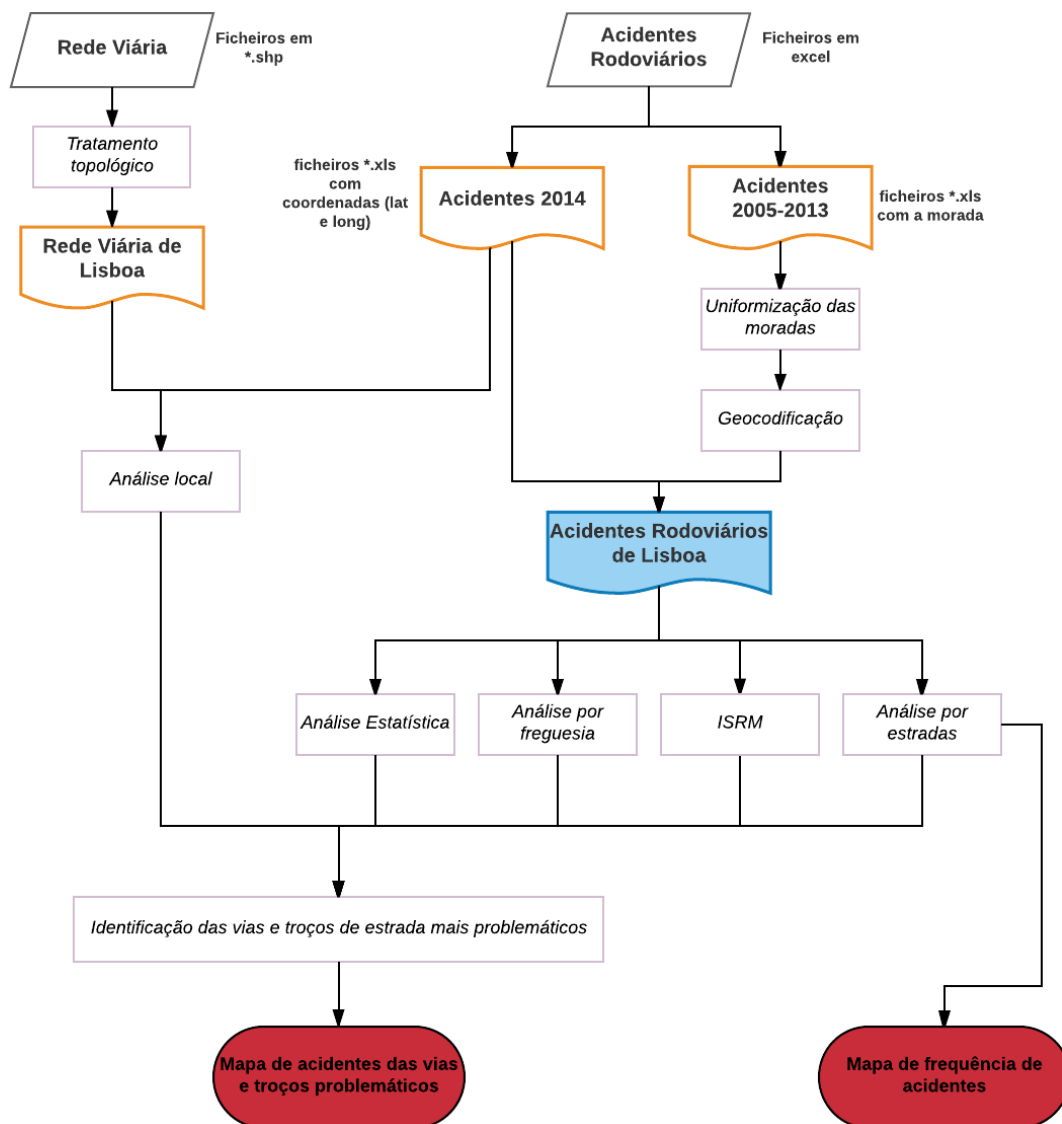 Rede Viária
Ficheiros em
*.shp
Acidentes
Rodoviários
Ficheiros em
excel
Tratamento
topológico
ficheiros *.xls
com
coordenadas (lat
e long)
Acidentes 2014
Acidentes
2005-2013
ficheiros *.xls
com a morada
Rede Viária de
Lisboa
Uniformização das
moradas
Geocodificação
Análise local
Acidentes Rodoviários
de Lisboa
Análise Estatística
Análise por
freguesia
ISRM
Análise por
estradas
Identificação das vias e troços de estrada mais problemáticos
Mapa de acidentes das vias
e troços problemáticos
Mapa de frequência de
acidentes